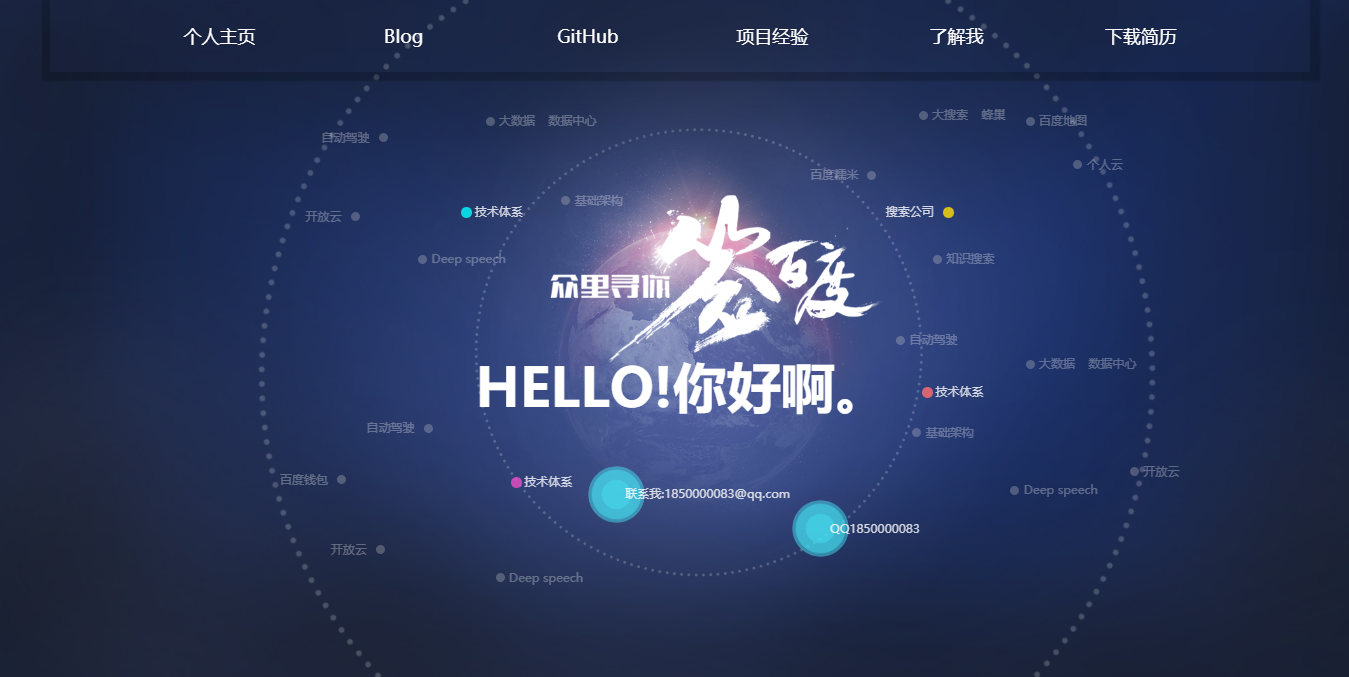 个人主页 Blog GitHub 项目经验 了解我 下载简历
大搜索 蜂巢
大数据 数据中心
百度地图
自动驾驶
个人云
百度糯米
基础架构
技术体系
搜索公司
开放云
Deep speech
知识搜索
签百度
众里寻你
自动驾驶
大数据 数据中心
HELLO!你好啊。
技术体系
自动驾驶
基础架构
开放云
百度钱包
技术体系
Deep speech
联系我:1850000083@qq.com
QQ1850000083
开放云
Deep speech